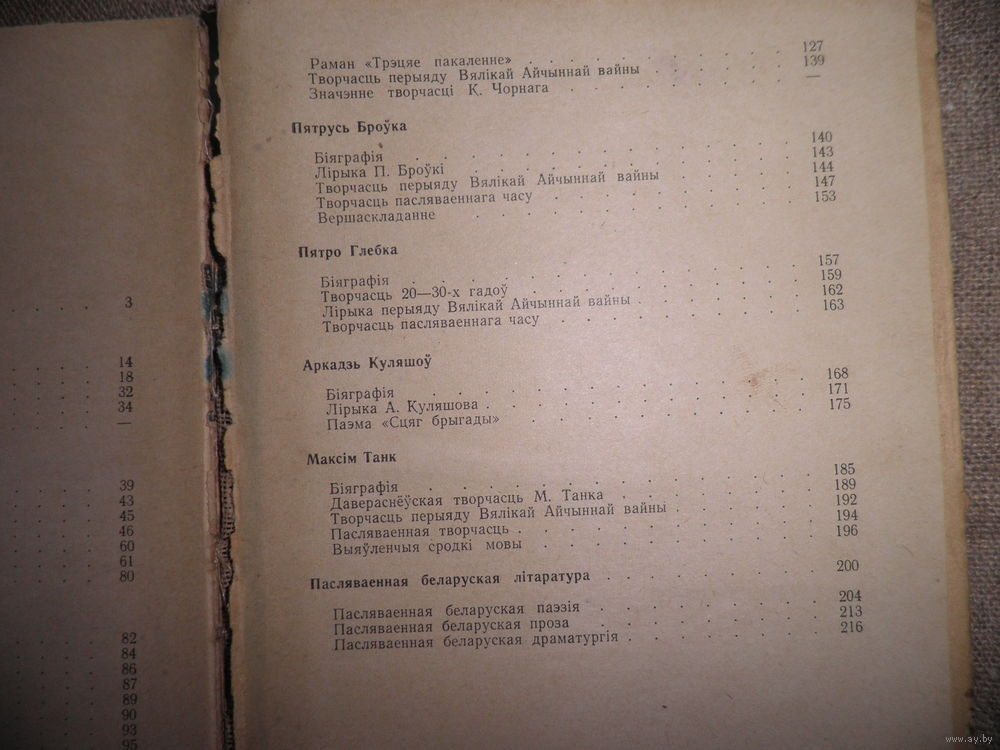 3
14
18
32
34
—
39
43
45
46
60
61
80
82
84
86
87
89
90
93
95
Раман «Трэцяе пакаленне» . . . . . . . . 127
Творчасць перыяду Вялікай Айчыннай вайны . . . . . 139
Значэнне творчасці К. Чорнага . . . . . . . —
Пятрусь Броўка
Біяграфія . . . . . . . . . . . 140
Лірыка П. Броўкі . . . . . . . . . . 143
Творчасць перыяду Вялікай Айчыннай вайны . . . . . 144
Творчасць пасляваеннага часу . . . . . . . . 147
Вершаскладанне . . . . . . . . . . 153
Пятро Глебка
Біяграфія . . . . . . . . . . . 157
Творчасць 20—30-х гадоў . . . . . . . . 159
Лірыка перыяду Вялікай Айчыннай вайны . . . . . . 162
Творчасць пасляваеннага часу . . . . . . . . 163
Аркадзь Куляшоў
Біяграфія . . . . . . . . . . . 168
Лірыка А. Куляшова . . . . . . . . . 171
Паэма «Сцяг брыгады» . . . . . . . . . 175
Максім Танк
Біяграфія . . . . . . . . . . . 185
Давераснёўская творчасць М. Танка . . . . . . 189
Творчасць перыяду Вялікай Айчыннай вайны . . . . . 192
Пасляваенная творчасць . . . . . . . . . 194
Выяўленчыя сродкі мовы . . . . . . . . 196
Пасляваенная беларуская літаратура . . . . . . . 200
Пасляваенная беларуская паэзія . . . . . . . 204
Пасляваенная беларуская проза . . . . . . . 213
Пасляваенная беларуская драматургія . . . . . . 216
www.ay.by